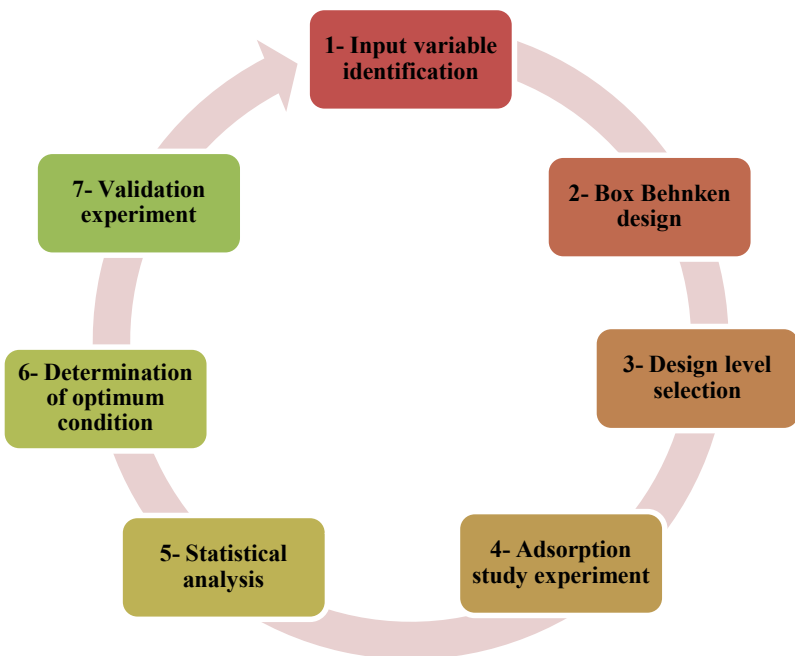 1- Input variable
identification
2- Box Behnken
design
3- Design level
selection
4- Adsorption
study experiment
5- Statistical
analysis
6- Determination
of optimum
condition
7- Validation
experiment